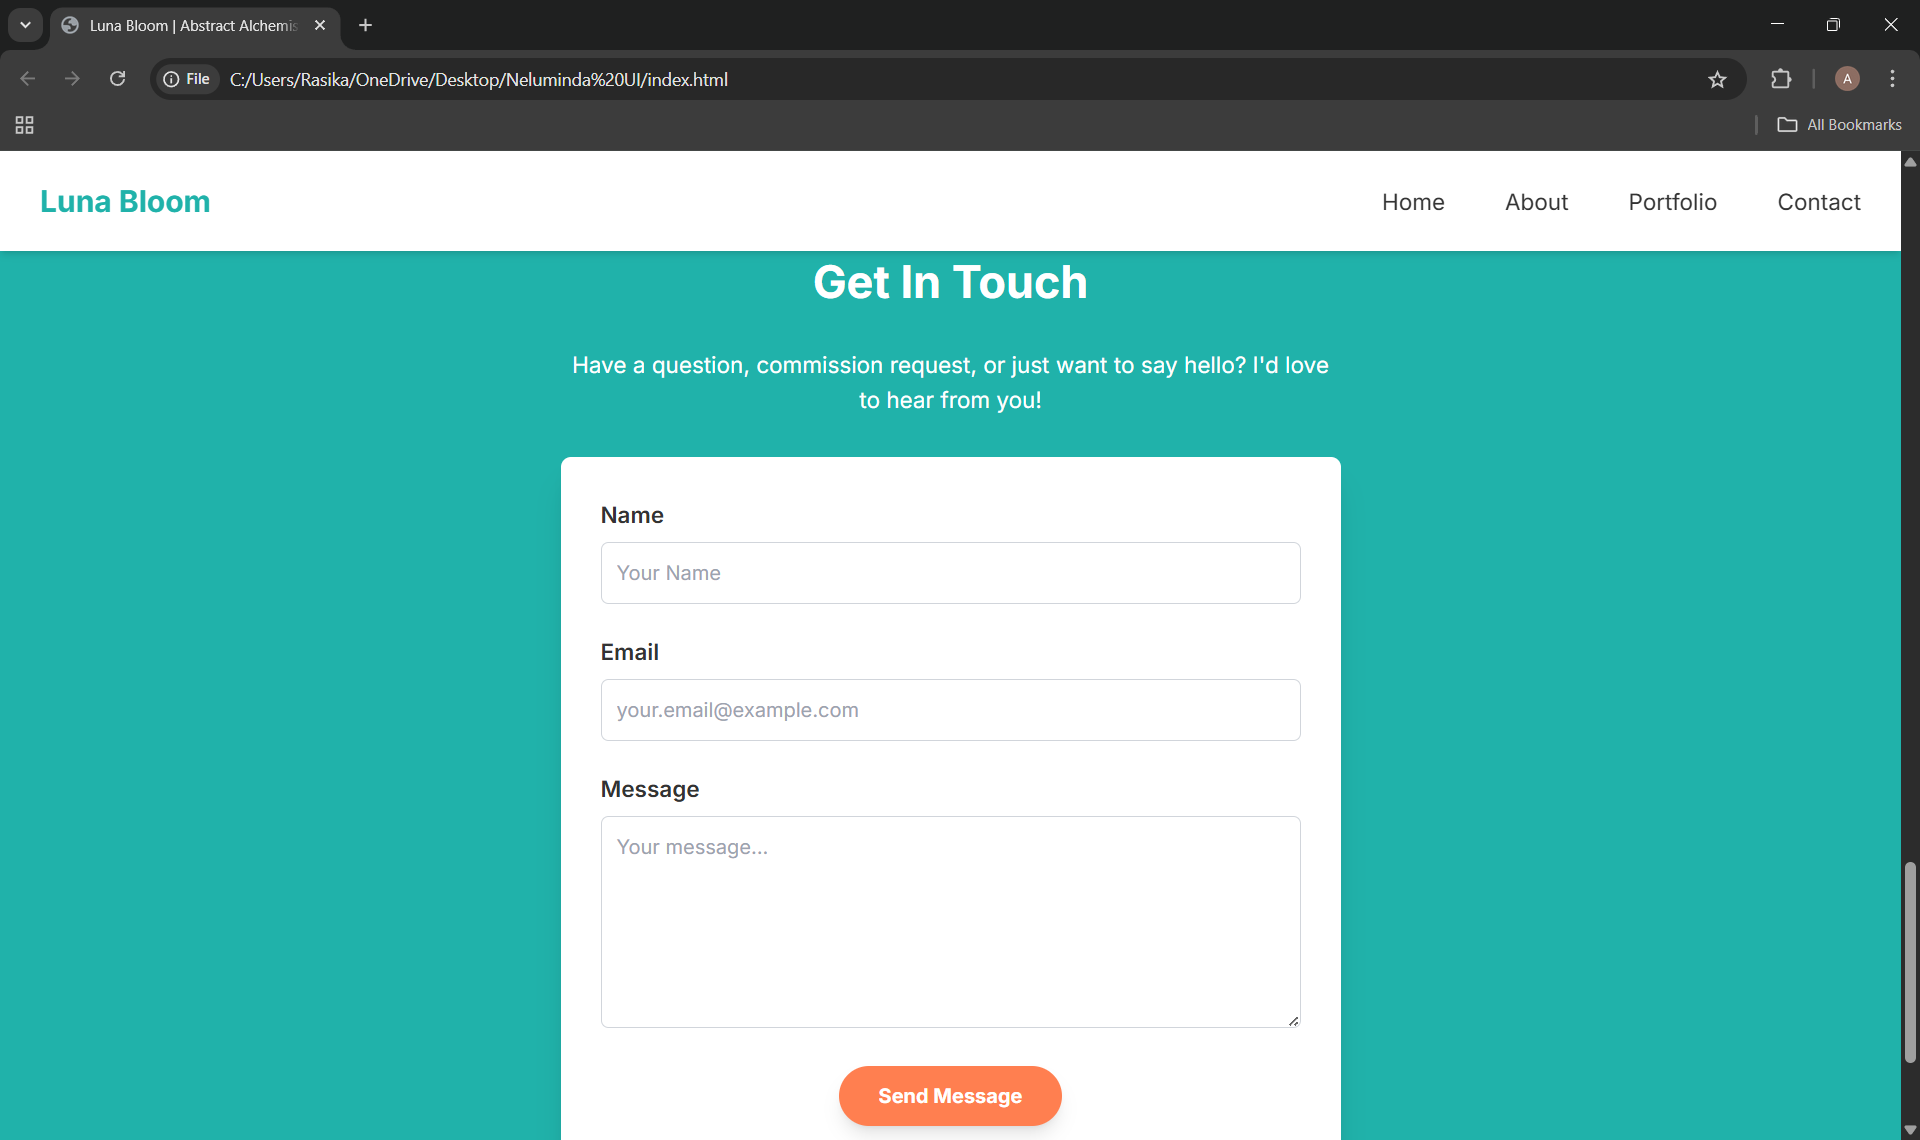 Luna Bloom | Abstract Alchemis
File
C:/Users/Rasika/OneDrive/Desktop/Neluminda%20UI/index.html
A
All Bookmarks
Luna Bloom
Home
About
Portfolio
Contact
Get In Touch
Have a question, commission request, or just want to say hello? I'd love
to hear from you!
Name
Your Name
Email
your.email@example.com
Message
Your message...
Send Message